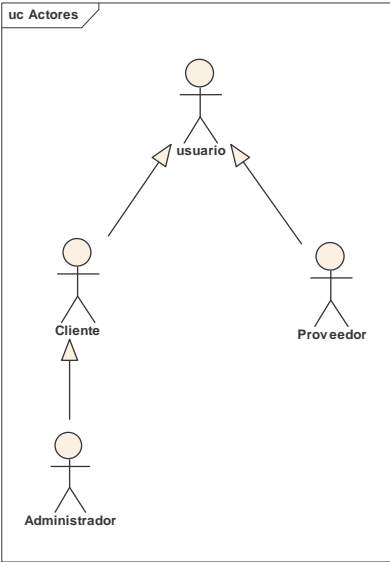 uc Actores
usuario
Cliente
Proveedor
Administrador